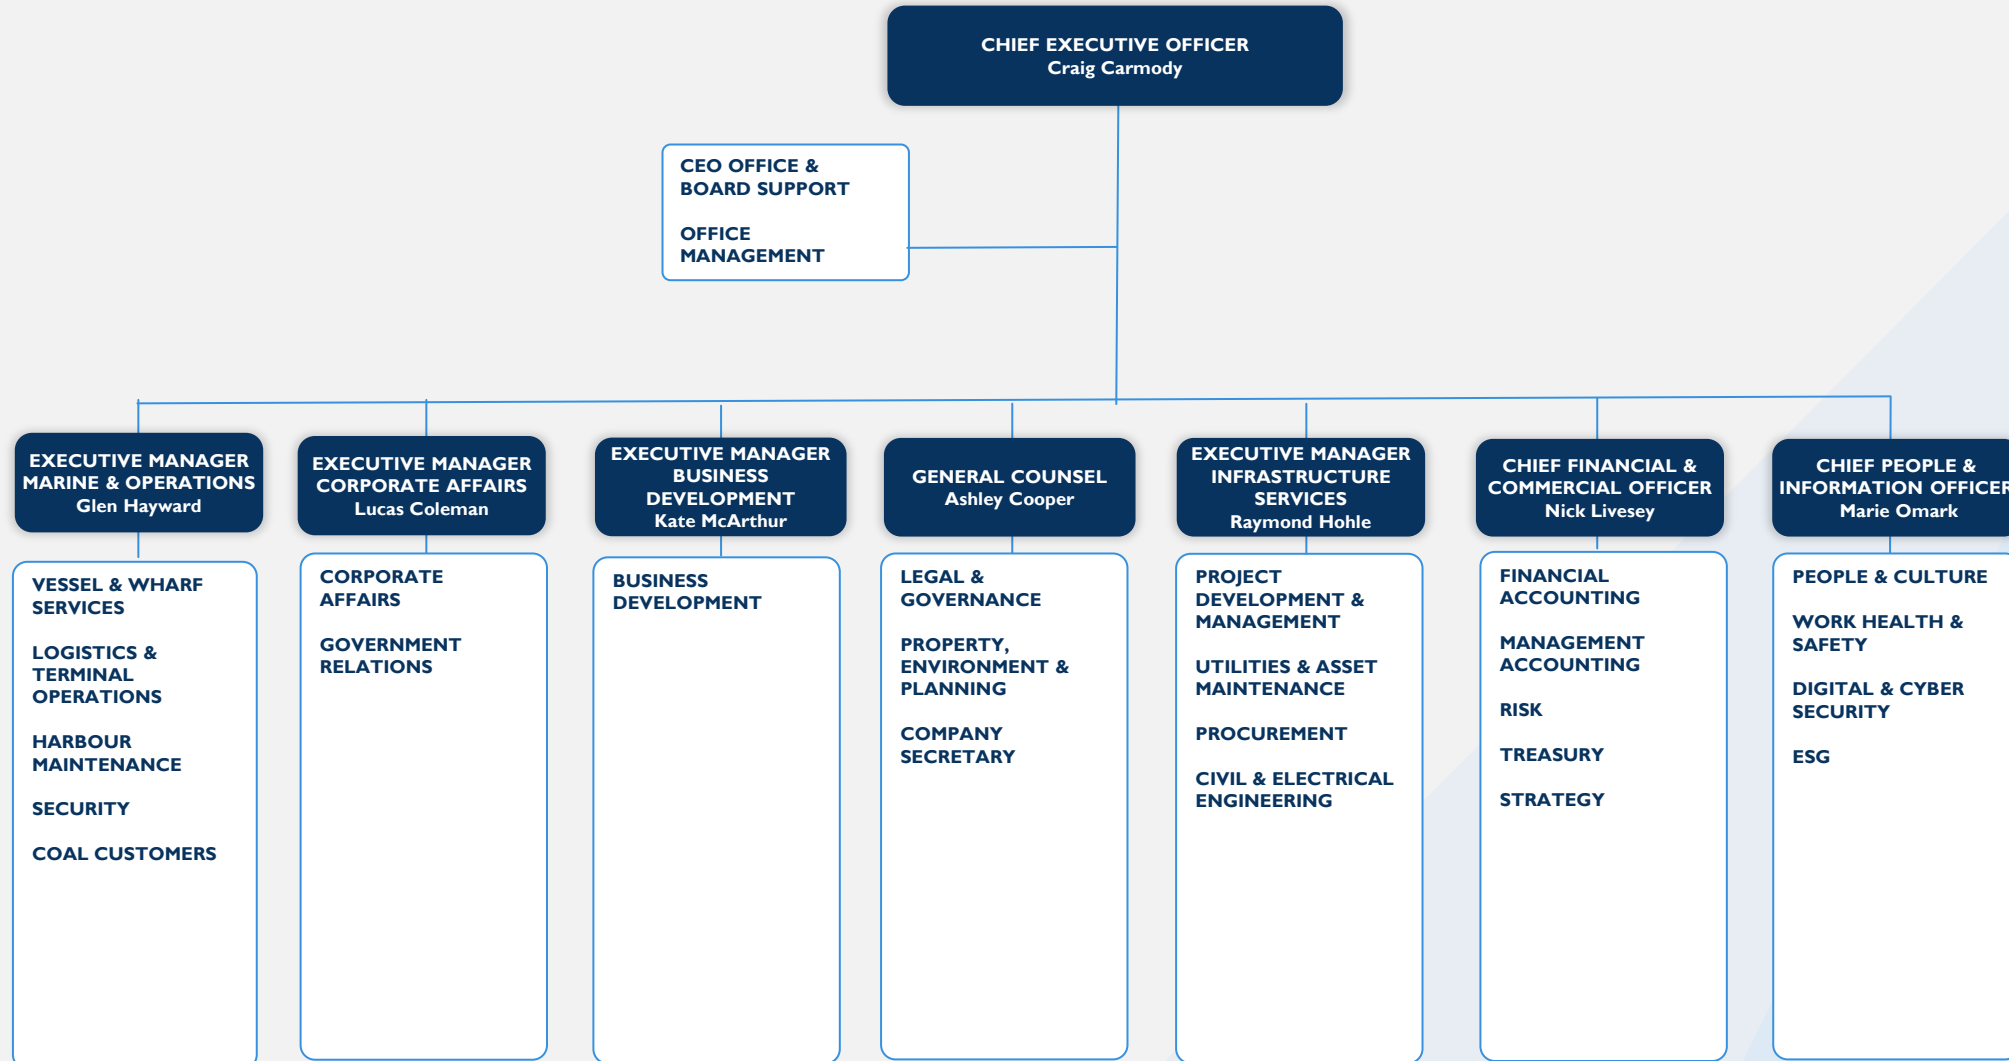 CHIEF EXECUTIVE OFFICER
Craig Carmody
CEO OFFICE &
BOARD SUPPORT
OFFICE
MANAGEMENT
EXECUTIVE MANAGER
MARINE & OPERATIONS
Glen Hayward
VESSEL & WHARF
SERVICES
LOGISTICS &
TERMINAL
OPERATIONS
HARBOUR
MAINTENANCE
SECURITY
COAL CUSTOMERS
EXECUTIVE MANAGER
CORPORATE AFFAIRS
Lucas Coleman
CORPORATE
AFFAIRS
GOVERNMENT
RELATIONS
EXECUTIVE MANAGER
BUSINESS
DEVELOPMENT
Kate McArthur
BUSINESS
DEVELOPMENT
GENERAL COUNSEL
Ashley Cooper
LEGAL &
GOVERNANCE
PROPERTY,
ENVIRONMENT &
PLANNING
COMPANY
SECRETARY
EXECUTIVE MANAGER
INFRASTRUCTURE
SERVICES
Raymond Hohle
PROJECT
DEVELOPMENT &
MANAGEMENT
UTILITIES & ASSET
MAINTENANCE
PROCUREMENT
CIVIL & ELECTRICAL
ENGINEERING
CHIEF FINANCIAL &
COMMERCIAL OFFICER
Nick Livesey
FINANCIAL
ACCOUNTING
MANAGEMENT
ACCOUNTING
RISK
TREASURY
STRATEGY
CHIEF PEOPLE &
INFORMATION OFFICER
Marie Omark
PEOPLE & CULTURE
WORK HEALTH &
SAFETY
DIGITAL & CYBER
SECURITY
ESG